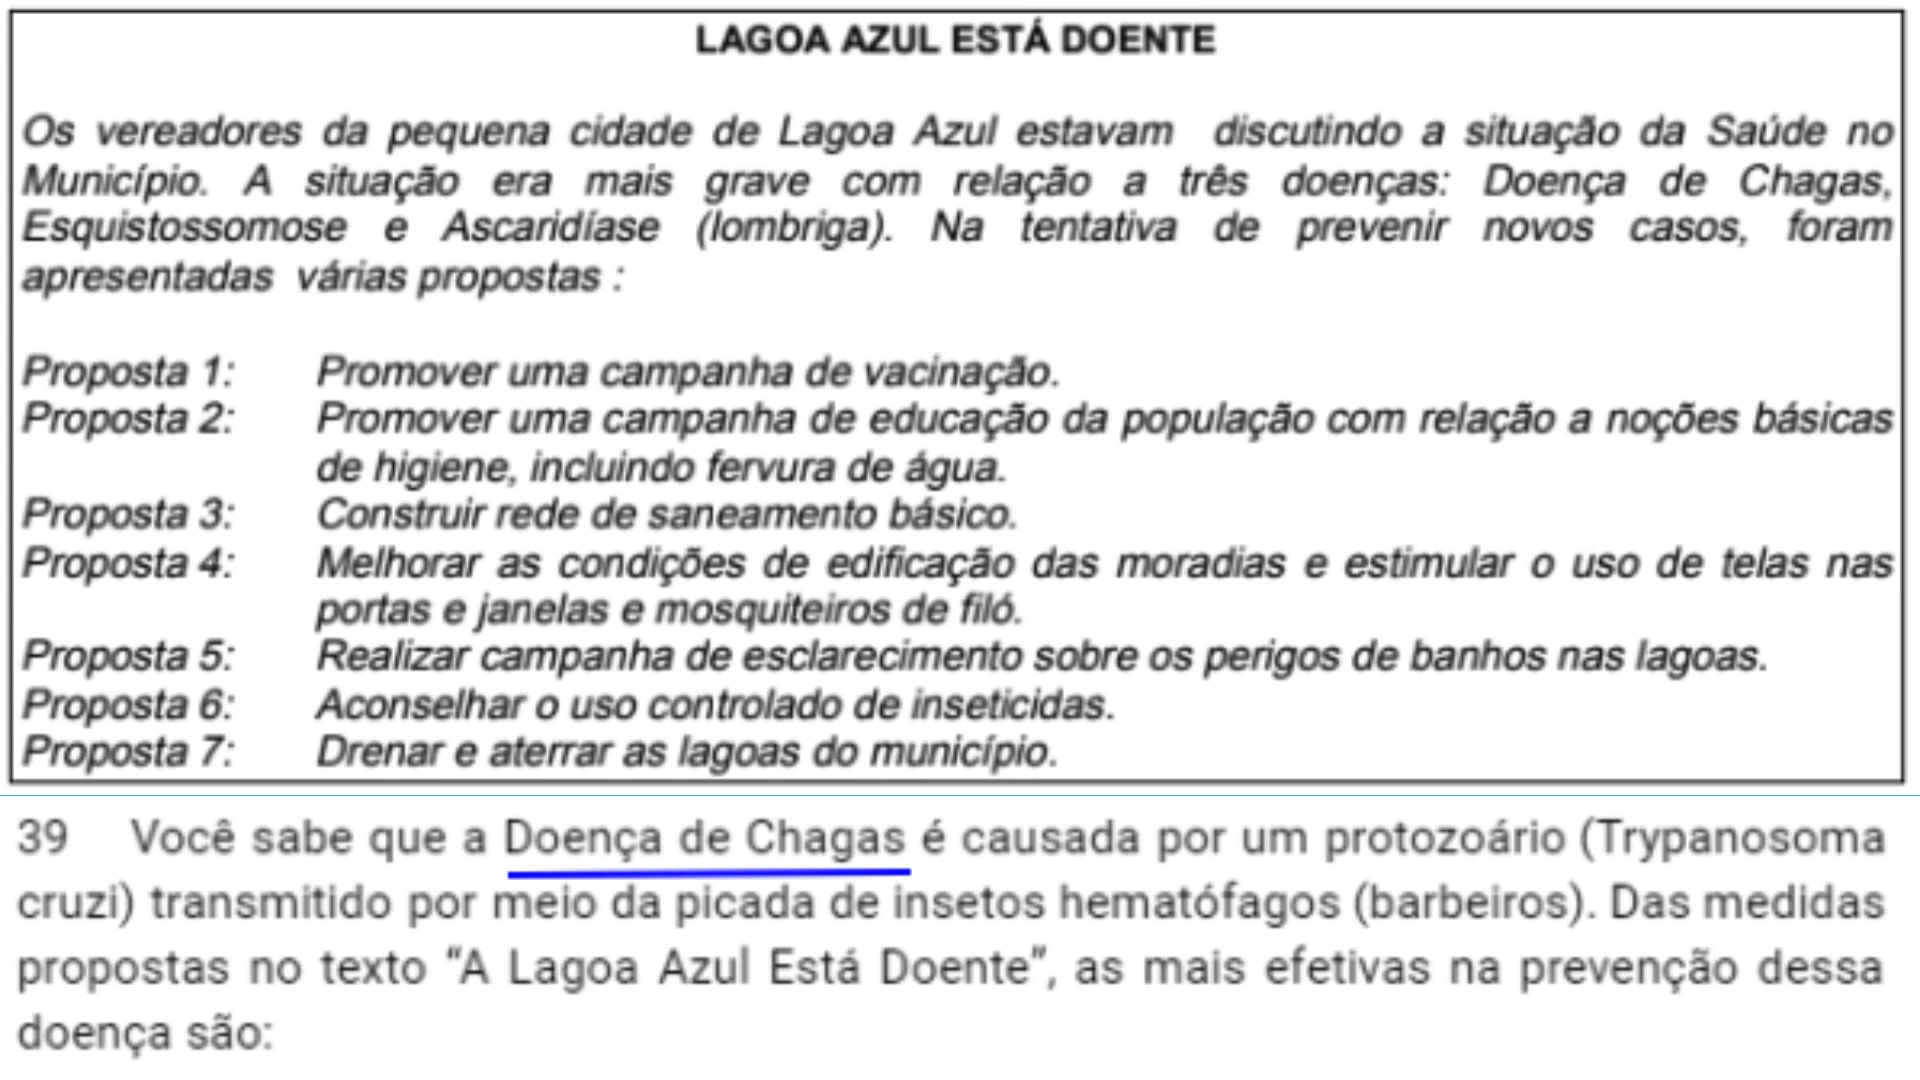 LAGOA AZUL ESTÁ DOENTE
Os vereadores da pequena cidade de Lagoa Azul estavam discutindo a situação da Saúde no
Município. A situação era mais grave com relação a três doenças: Doença de Chagas,
Esquistossomose e Ascaridíase (lombriga). Na tentativa de prevenir novos casos, foram
apresentadas várias propostas :
Proposta 1: Promover uma campanha de vacinação.
Proposta 2: Promover uma campanha de educação da população com relação a noções básicas
de higiene, incluindo fervura de água.
Proposta 3: Construir rede de saneamento básico.
Proposta 4: Melhorar as condições de edificação das moradias e estimular o uso de telas nas
portas e janelas e mosquiteiros de filó.
Proposta 5: Realizar campanha de esclarecimento sobre os perigos de banhos nas lagoas.
Proposta 6: Aconselhar o uso controlado de inseticidas.
Proposta 7: Drenar e aterrar as lagoas do município.
39 Você sabe que a Doença de Chagas é causada por um protozoário (Trypanosoma
cruzi) transmitido por meio da picada de insetos hematófagos (barbeiros). Das medidas
propostas no texto “A Lagoa Azul Está Doente”, as mais efetivas na prevenção dessa
doença são: